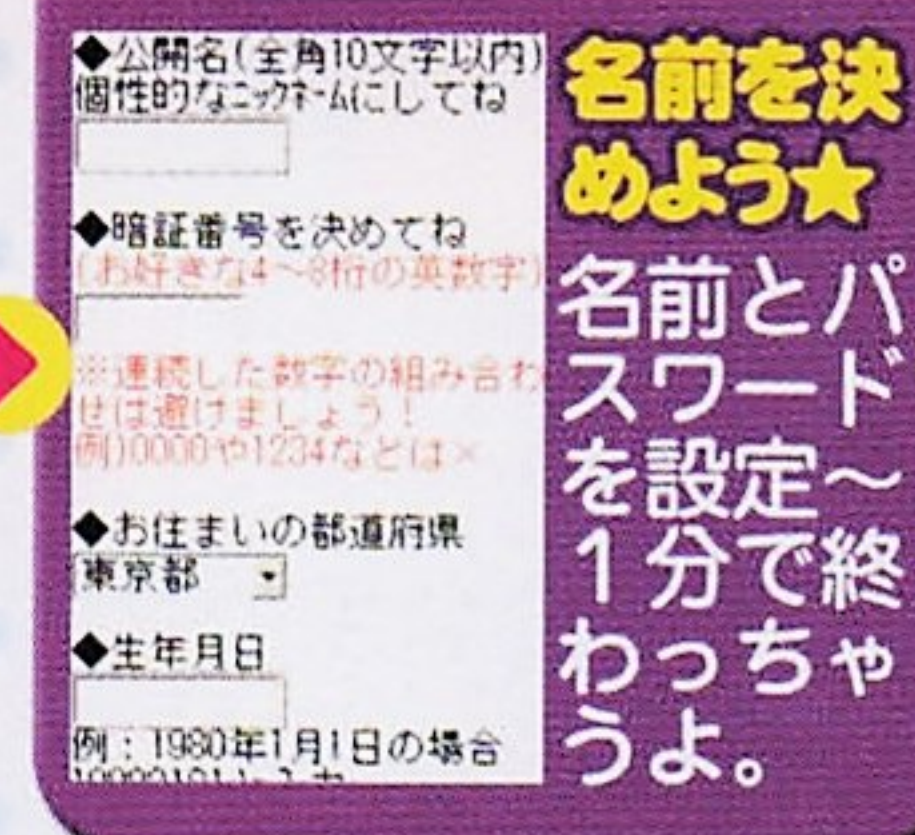 ◆公開名(全角10文字以内)
個性的なニックネームにしてね
◆暗証番号を決めてね
(お好きな4～8桁の英数字)
※連続した数字の組み合わ
せは避けましょう!
例)0000や1234などは×
◆お住まいの都道府県
東京都
◆生年月日
例：1980年1月1日の場合
名前を決
めよう★
名前とパ
スワード
を設定～
1分で終
わっちゃ
うよ。